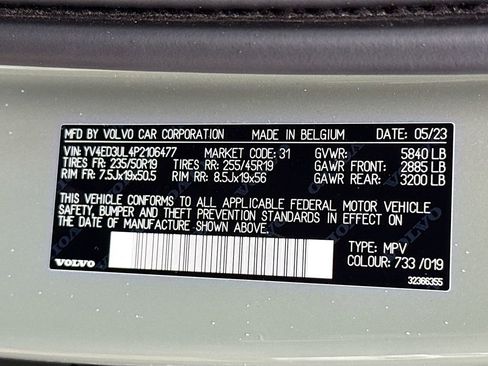 MFD BY VOLVO CAR CORPORATION MADE IN BELGIUM DATE: 05/23
VIN: YV4ED3UL4P2106477 MARKET CODE: 31 GVWR: 5840 LB
TIRES FR: 235/50R19 TIRES RR: 255/45R19 GAWR FRONT: 2885 LB
RIM FR: 7.5Jx19x50.5 RIM RR: 8.5Jx19x56 GAWR REAR: 3200 LB
THIS VEHICLE CONFORMS TO ALL APPLICABLE FEDERAL MOTOR VEHICLE
SAFETY, BUMPER AND THEFT PREVENTION STANDARDS IN EFFECT ON
THE DATE OF MANUFACTURE SHOWN ABOVE.
TYPE: MPV
COLOUR: 733 /019
VOLVO
32366355